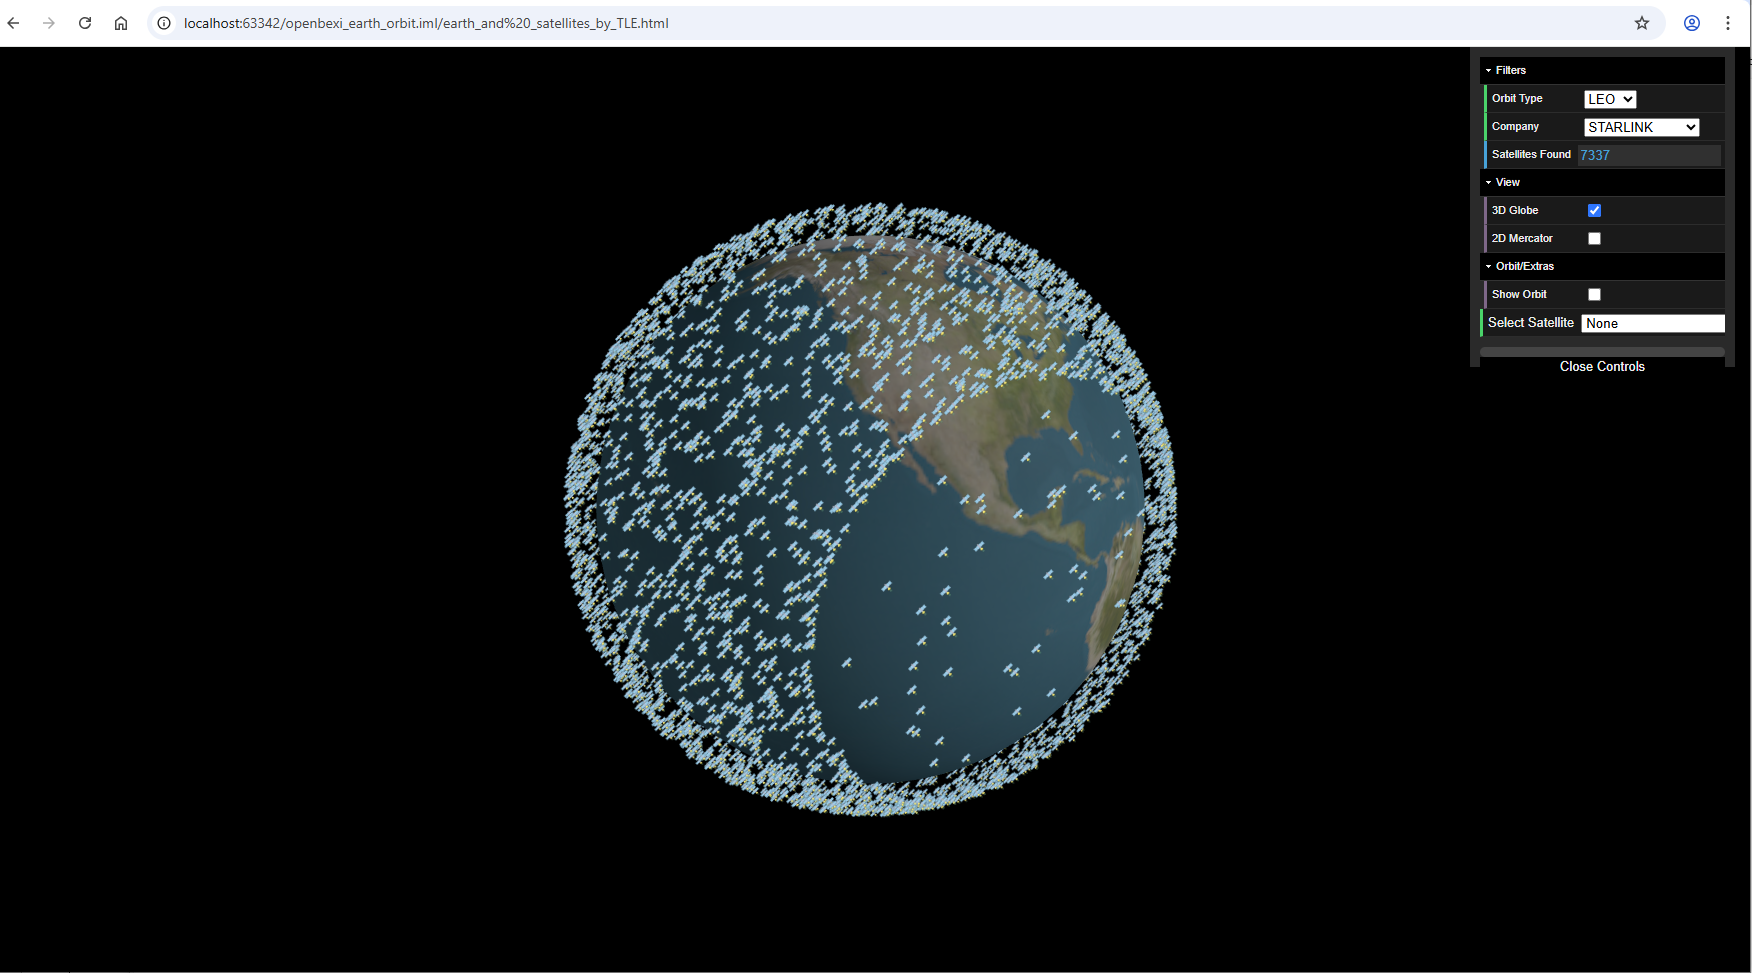 localhost:63342/openbexi_earth_orbit.iml/earth_and%20_satellites_by_TLE.html
Filters
Orbit Type LEO
Company STARLINK
Satellites Found 7337
View
3D Globe
2D Mercator
Orbit/Extras
Show Orbit
Select Satellite None
Close Controls